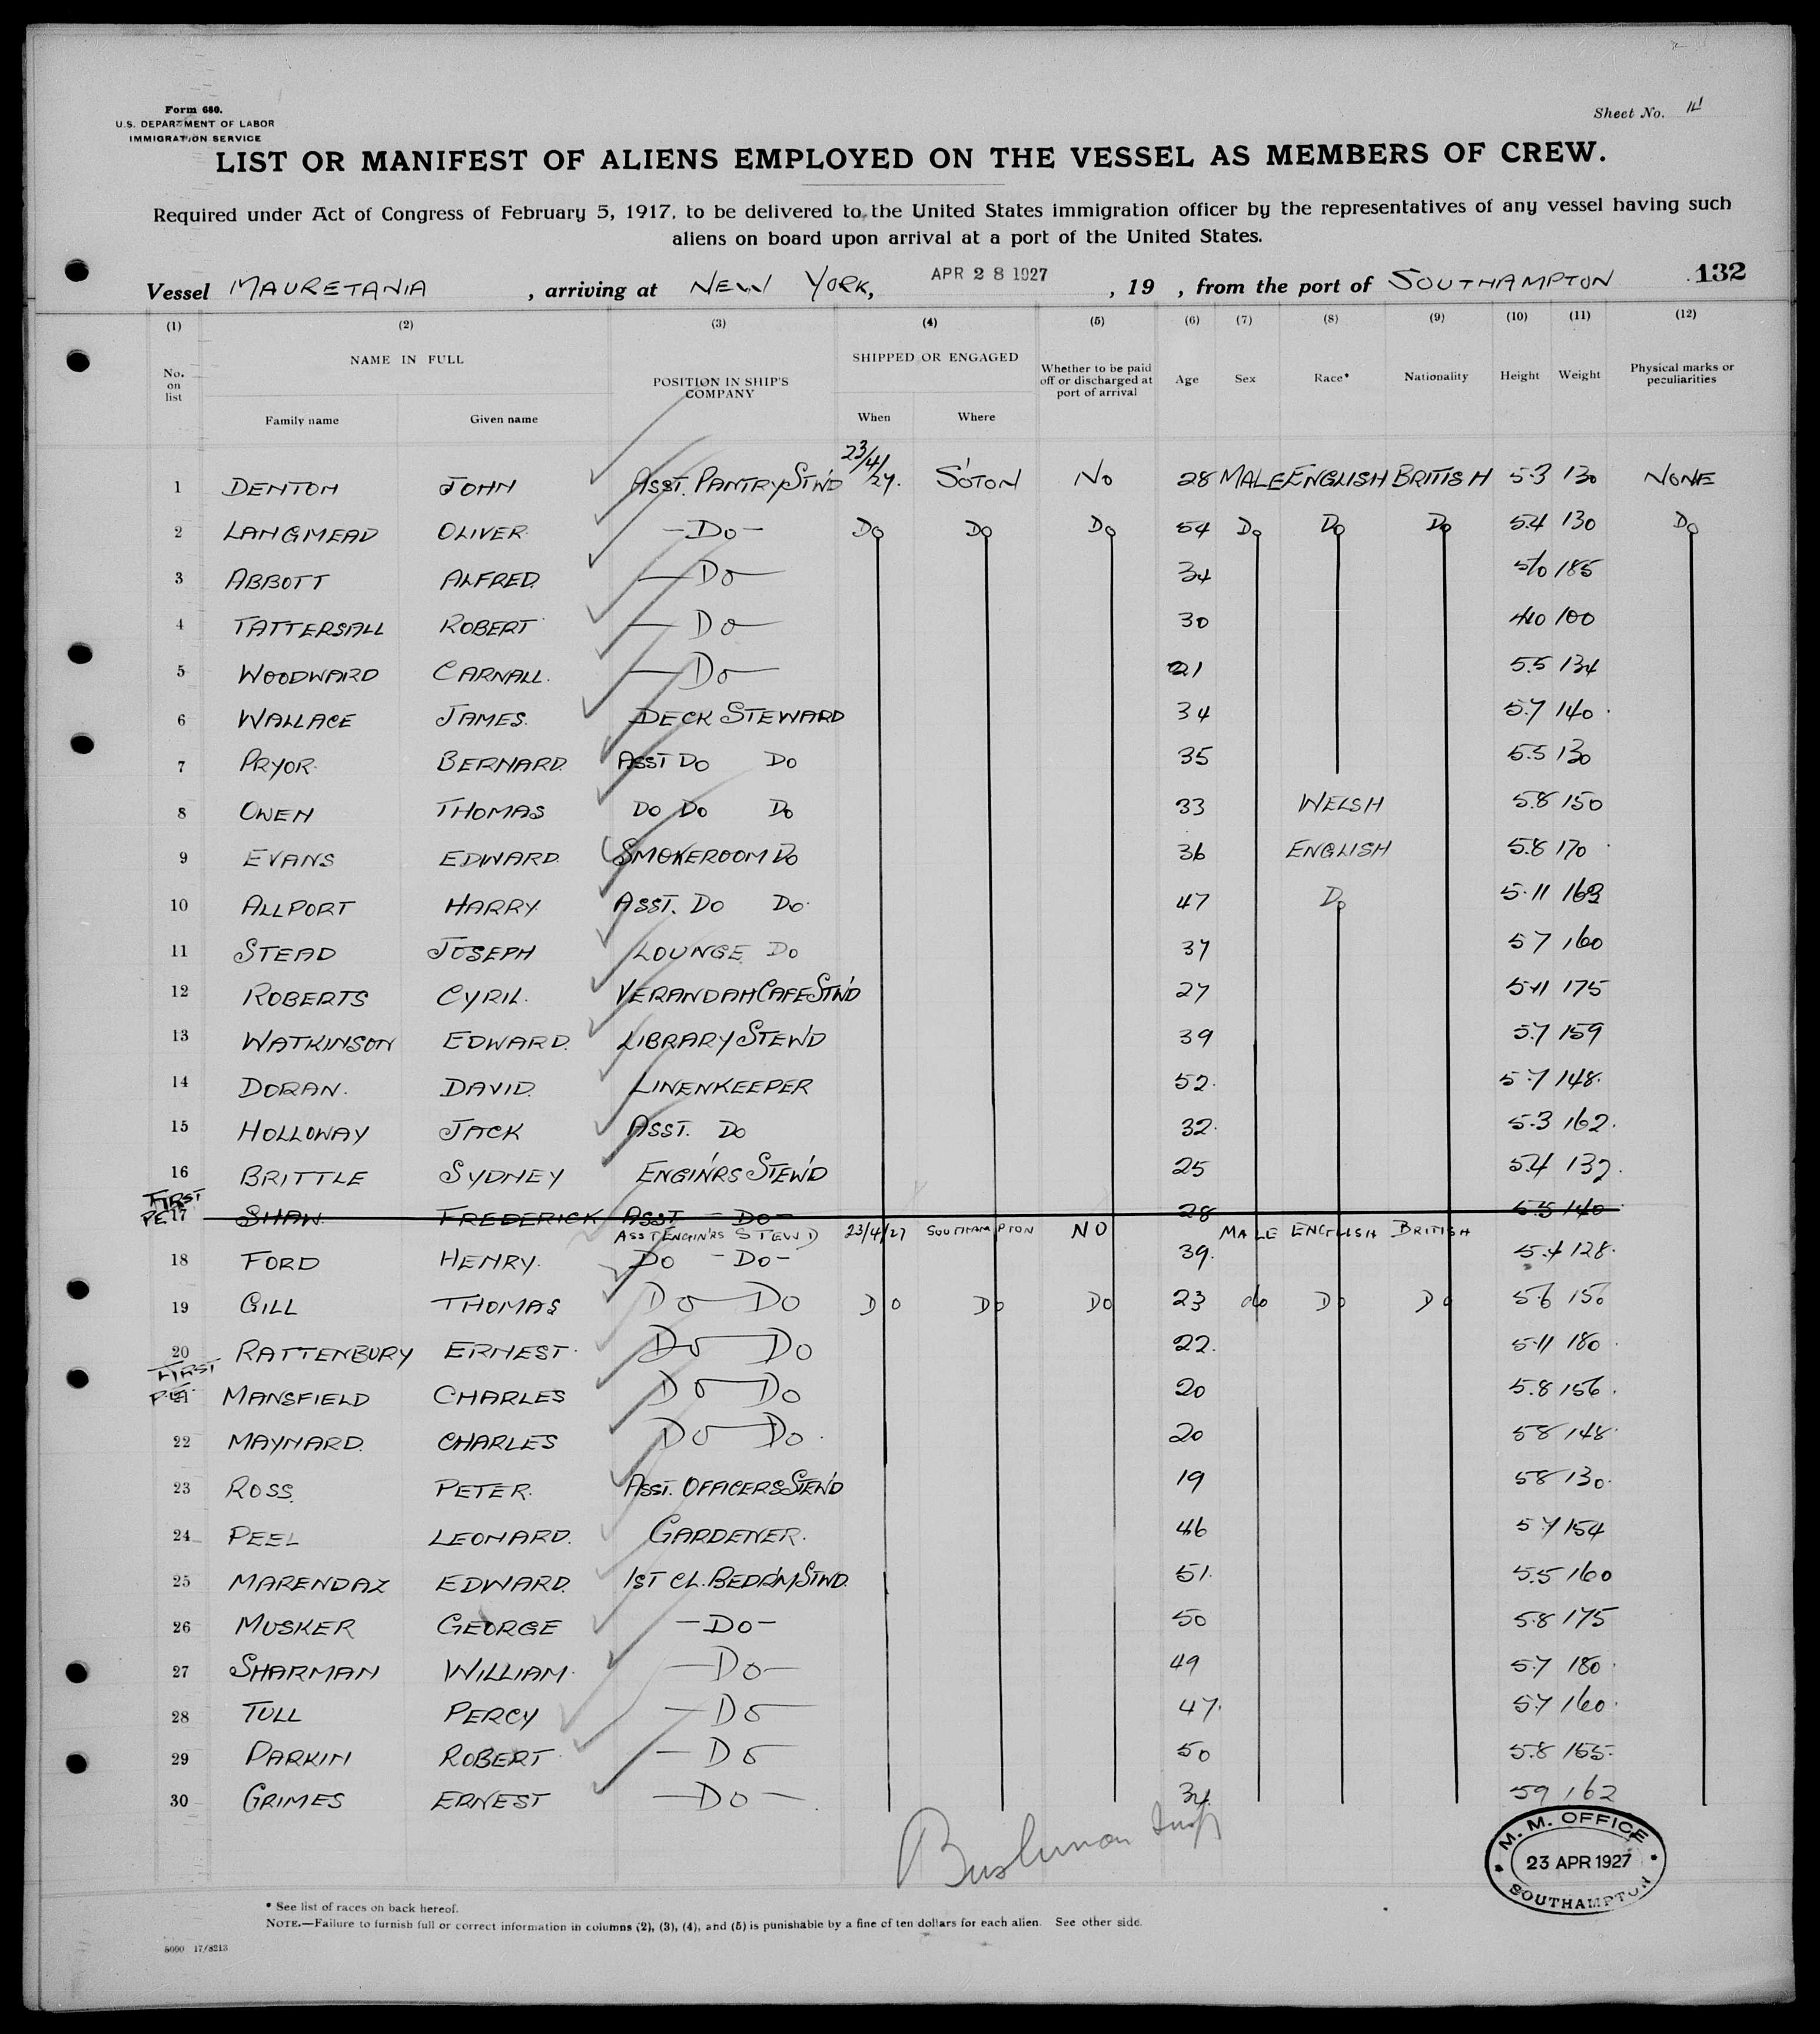 Form 680.
U.S. DEPARTMENT OF LABOR
IMMIGRATION SERVICE
Sheet No. 14
LIST OR MANIFEST OF ALIENS EMPLOYED ON THE VESSEL AS MEMBERS OF CREW.
Required under Act of Congress of February 5, 1917, to be delivered to the United States immigration officer by the representatives of any vessel having such
aliens on board upon arrival at a port of the United States.
Vessel MAURETANIA , arriving at NEW YORK, APR 28 1927 , 19 , from the port of SOUTHAMPTON 132
(1) (2) (3) (4) (5) (6) (7) (8) (9) (10) (11) (12)
No. on list NAME IN FULL POSITION IN SHIP'S COMPANY SHIPPED OR ENGAGED Whether to be paid off or discharged at port of arrival Age Sex Race* Nationality Height Weight Physical marks or peculiarities
Family name Given name When Where
1 DENTON JOHN ASST. PANTRY STW'D 23/4/27. S'OTON NO 28 MALE ENGLISH BRITISH 5-3 130 NONE
2 LANGMEAD OLIVER. -DO- DO DO DO 54 DO DO DO 5.4 130 DO
3 ABBOTT ALFRED. -DO- 34 5/10 185
4 TATTERSALL ROBERT -DO- 30 4.10 100
5 WOODWARD CARNALL. -DO- 21 5.5 134
6 WALLACE JAMES. DECK STEWARD 34 5.7 140.
7 PRYOR. BERNARD. ASST DO DO 35 5.5 130
8 OWEN THOMAS DO DO DO 33 WELSH 5.8 150
9 EVANS EDWARD. SMOKEROOM DO 36 ENGLISH 5.8 170
10 ALLPORT HARRY. ASST. DO DO. 47 DO 5.11 163
11 STEAD JOSEPH LOUNGE DO 37 5 7 160
12 ROBERTS CYRIL. VERANDAH CAFE STW'D 27 5.11 175
13 WATKINSON EDWARD. LIBRARY STEW'D 39 5.7 159
14 DORAN. DAVID. LINENKEEPER 52. 5.7 148.
15 HOLLOWAY JACK ASST. DO 32. 5.3 162.
16 BRITTLE SYDNEY ENGIN'RS STEW'D 25 5.4 132.
FIRST
P.E. 17 SHAW. FREDERICK ASST -DO- 28 5.5 140
ASST ENGIN'RS STEW'D 23/4/27 SOUTHAMPTON NO MALE ENGLISH BRITISH
18 FORD HENRY. DO -DO- 39. 5.4 128.
19 GILL THOMAS DO DO DO DO DO 23 do DO DO 5.6 150
20 RATTENBURY ERNEST. DO DO 22. 5.11 180.
FIRST
P.E. 21 MANSFIELD CHARLES DO DO 20 5.8 156.
22 MAYNARD. CHARLES DO DO. 20 5 8 148.
23 ROSS. PETER. ASST. OFFICERS STEW'D 19 5 8 130.
24 PEEL LEONARD. GARDENER. 46 5.7 154
25 MARENDAZ EDWARD. 1ST CL. BEDR'M STWD. 51. 5.5 160
26 MUSKER GEORGE -DO- 50 5.8 175
27 SHARMAN WILLIAM. -DO- 49 5.7 180.
28 TULL PERCY -DO- 47. 5.7 160.
29 PARKIN ROBERT. -DO- 50 5.8 155.
30 GRIMES ERNEST -DO- 34. 5 9 162
M. M. OFFICE
23 APR 1927
SOUTHAMPTON
* See list of races on back hereof.
NOTE.—Failure to furnish full or correct information in columns (2), (3), (4), and (5) is punishable by a fine of ten dollars for each alien. See other side.
5000 17/8213